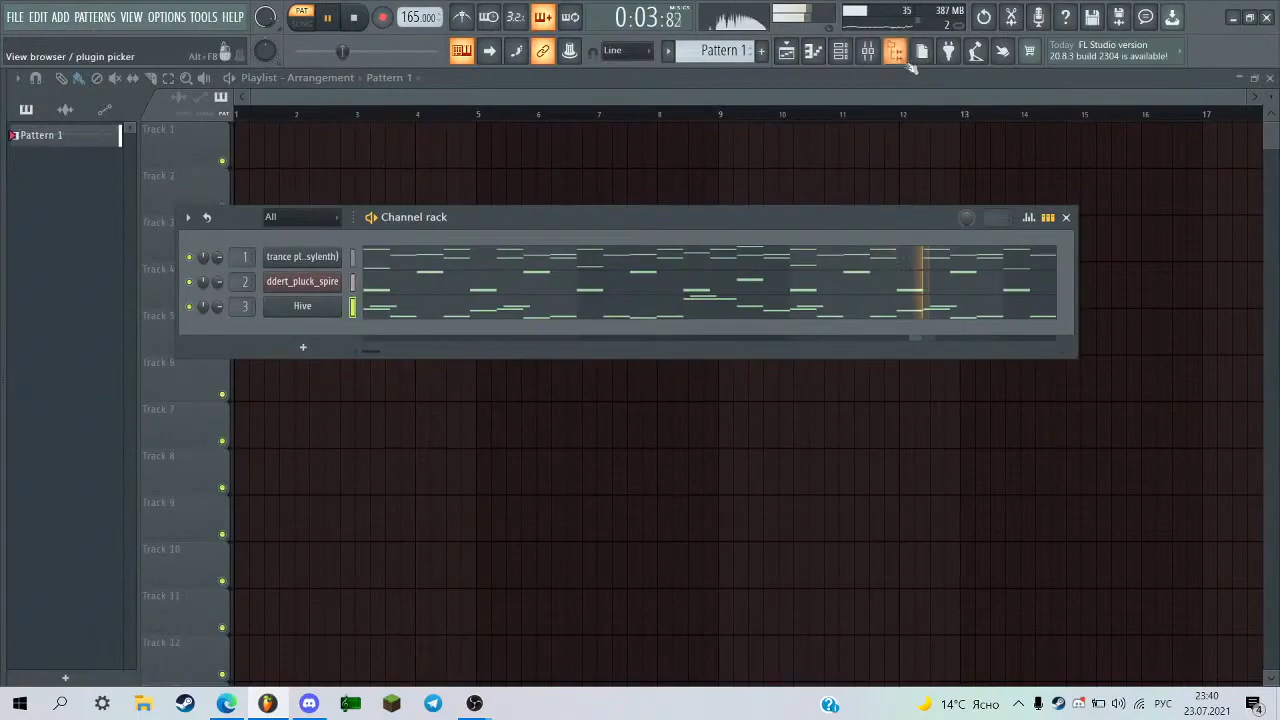 FILE EDIT ADD PATTERNS VIEW OPTIONS TOOLS HELP
PAT
SONG
165.000
3.2.
0:03:82
M:S:CS
35
387 MB
2
View browser / plugin picker
Alt+F8
Line
Pattern 1
+
Today FL Studio version
20.8.3 build 2304 is available!
Playlist - Arrangement
Pattern 1
PAT
1 2 3 4 5 6 7 8 9 10 11 12 13 14 15 16 17
Pattern 1
Track 1
Track 2
Track 3
Track 4
Track 5
Track 6
Track 7
Track 8
Track 9
Track 10
Track 11
Track 12
All
Channel rack
1 trance pl..sylenth)
2 ddert_pluck_spire
3 Hive
+
+
14°C Ясно
РУС
23:40
23.07.2021
4